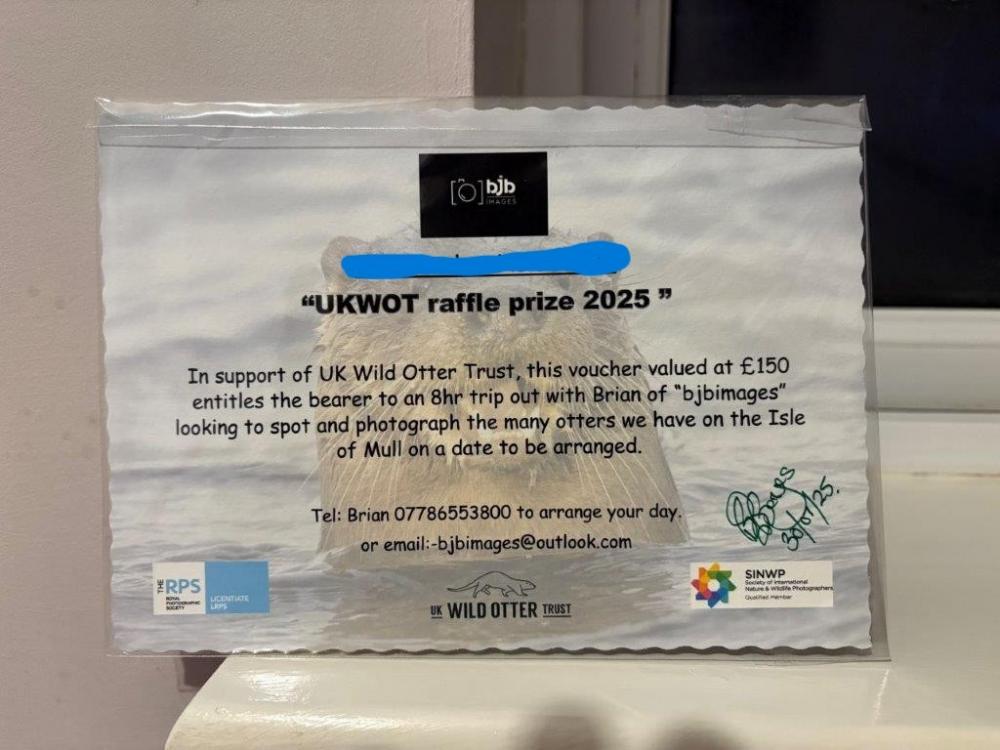 bjb
IMAGES
“UKWOT raffle prize 2025 ”
In support of UK Wild Otter Trust, this voucher valued at £150
entitles the bearer to an 8hr trip out with Brian of “bjbimages”
looking to spot and photograph the many otters we have on the Isle
of Mull on a date to be arranged.
Tel: Brian 07786553800 to arrange your day.
or email:-bjbimages@outlook.com
30/07/25.
THE RPS
ROYAL
PHOTOGRAPHIC
SOCIETY
LICENTIATE
LRPS
UK WILD OTTER TRUST
SINWP
Society of International
Nature & Wildlife Photographers
Qualified Member